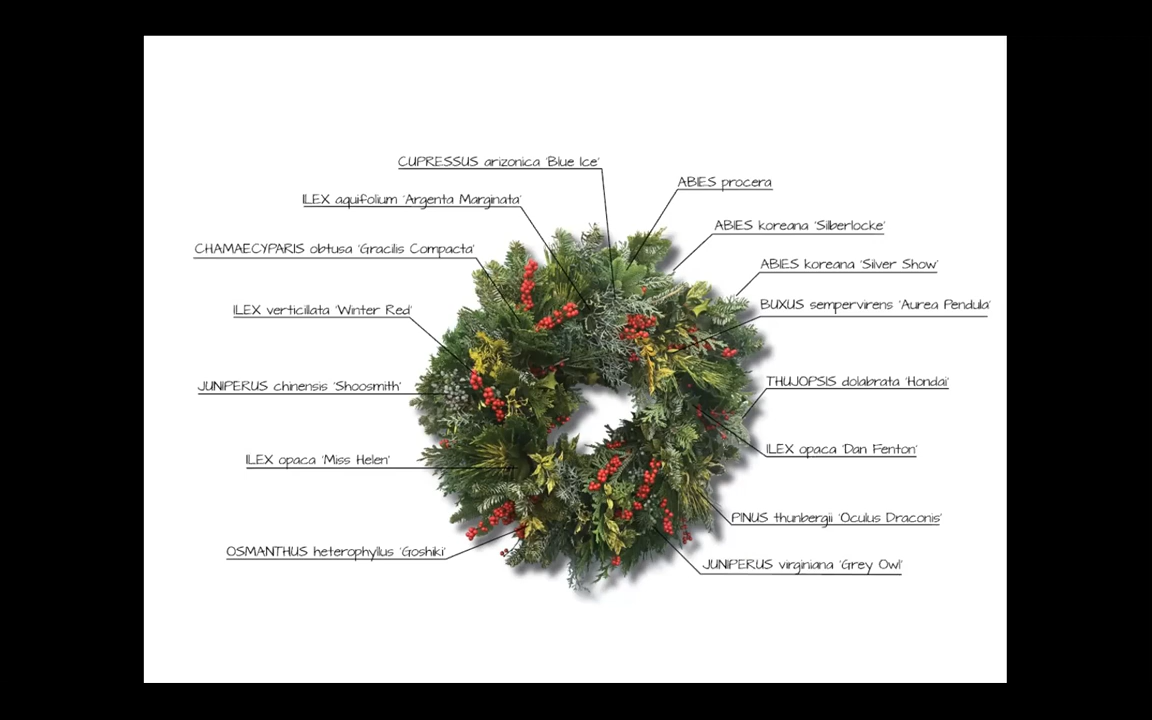 CUPRESSUS arizonica 'Blue Ice'
ABIES procera
ILEX aquifolium 'Argenta Marginata'
ABIES koreana 'Silberlocke'
CHAMAECYPARIS obtusa 'Gracilis Compacta'
ABIES koreana 'Silver Show'
ILEX verticillata 'Winter Red'
BUXUS sempervirens 'Aurea Pendula'
JUNIPERUS chinensis 'Shoosmith'
THUJOPSIS dolabrata 'Hondai'
ILEX opaca 'Miss Helen'
ILEX opaca 'Dan Fenton'
PINUS thunbergii 'Oculus Draconis'
OSMANTHUS heterophyllus 'Goshiki'
JUNIPERUS virginiana 'Grey Owl'